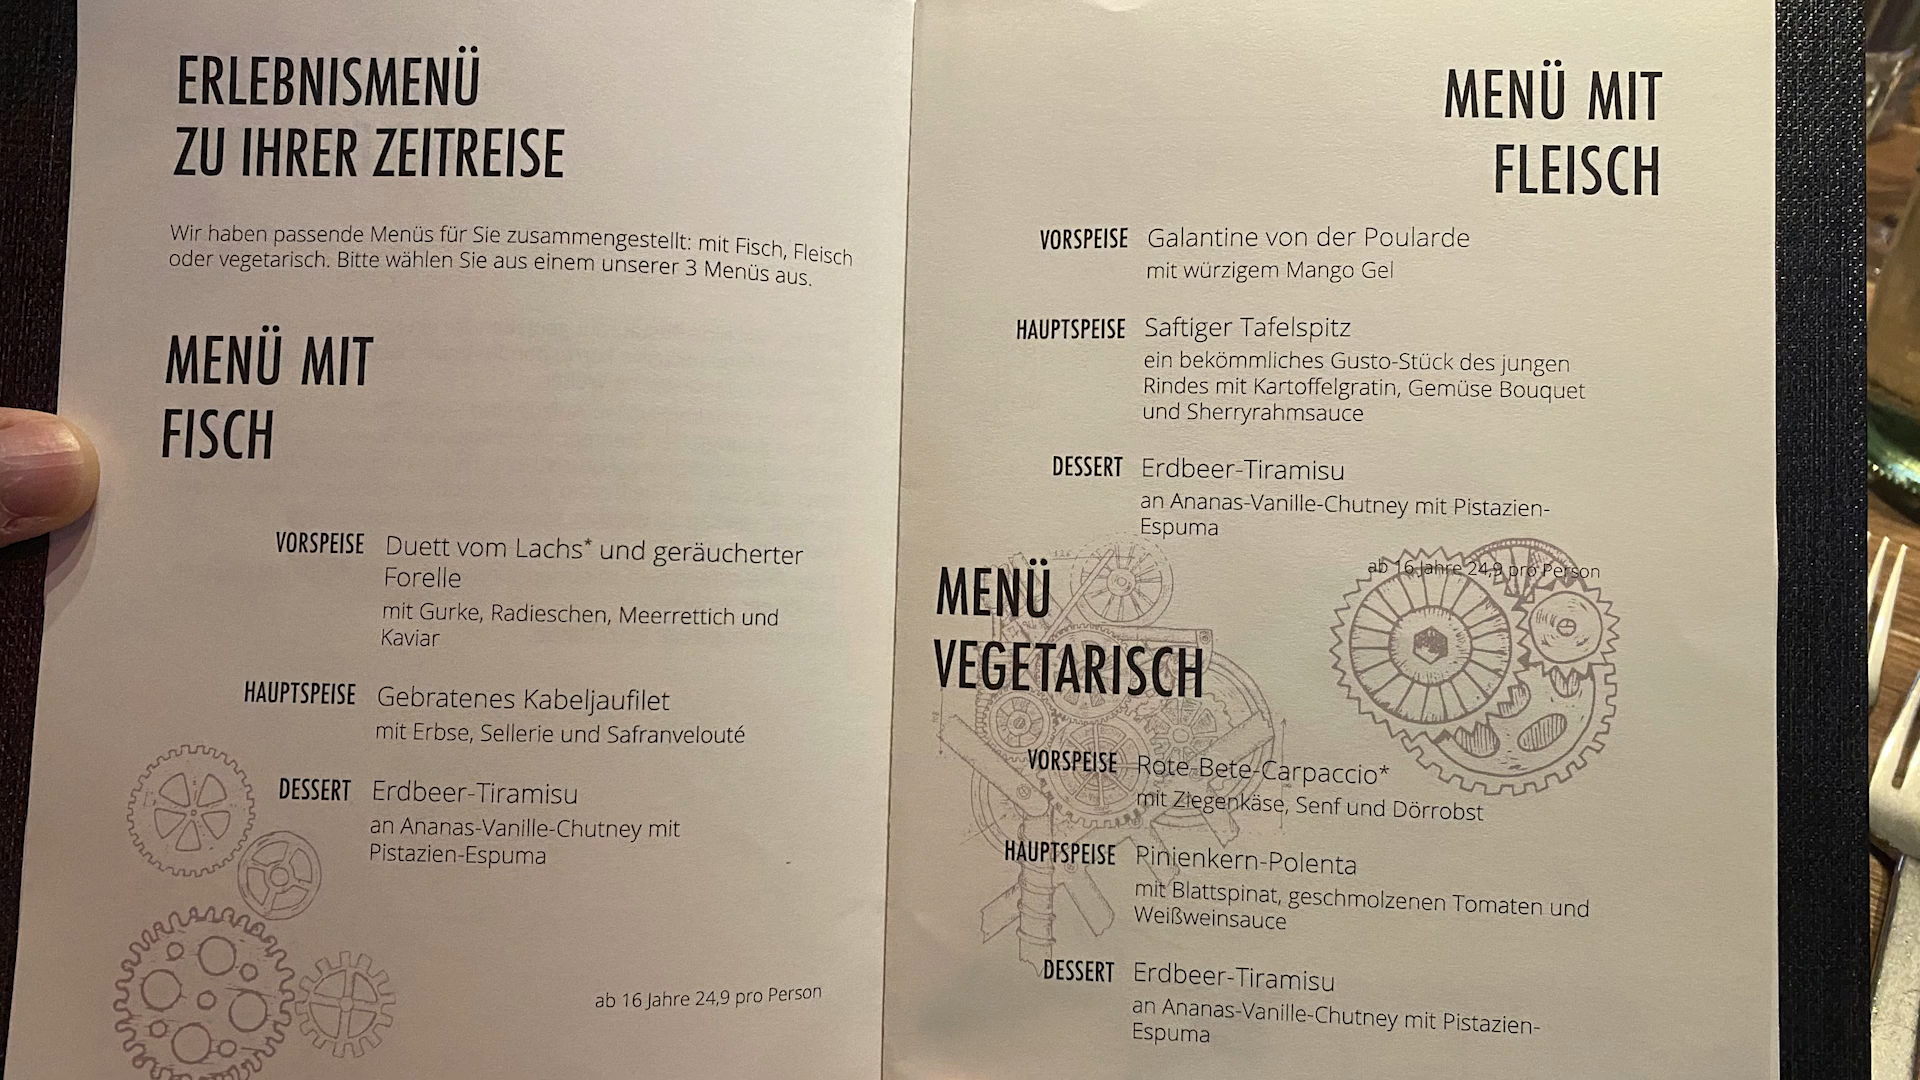 ERLEBNISMENÜ
ZU IHRER ZEITREISE
Wir haben passende Menüs für Sie zusammengestellt: mit Fisch, Fleisch
oder vegetarisch. Bitte wählen Sie aus einem unserer 3 Menüs aus.
MENÜ MIT
FISCH
VORSPEISE Duett vom Lachs* und geräucherter
Forelle
mit Gurke, Radieschen, Meerrettich und
Kaviar
HAUPTSPEISE Gebratenes Kabeljaufilet
mit Erbse, Sellerie und Safranvelouté
DESSERT Erdbeer-Tiramisu
an Ananas-Vanille-Chutney mit
Pistazien-Espuma
ab 16 Jahre 24,9 pro Person
MENÜ MIT
FLEISCH
VORSPEISE Galantine von der Poularde
mit würzigem Mango Gel
HAUPTSPEISE Saftiger Tafelspitz
ein bekömmliches Gusto-Stück des jungen
Rindes mit Kartoffelgratin, Gemüse Bouquet
und Sherryrahmsauce
DESSERT Erdbeer-Tiramisu
an Ananas-Vanille-Chutney mit Pistazien-
Espuma
ab 16 Jahre 24,9 pro Person
MENÜ
VEGETARISCH
VORSPEISE Rote-Bete-Carpaccio*
mit Ziegenkäse, Senf und Dörrobst
HAUPTSPEISE Pinienkern-Polenta
mit Blattspinat, geschmolzenen Tomaten und
Weißweinsauce
DESSERT Erdbeer-Tiramisu
an Ananas-Vanille-Chutney mit Pistazien-
Espuma